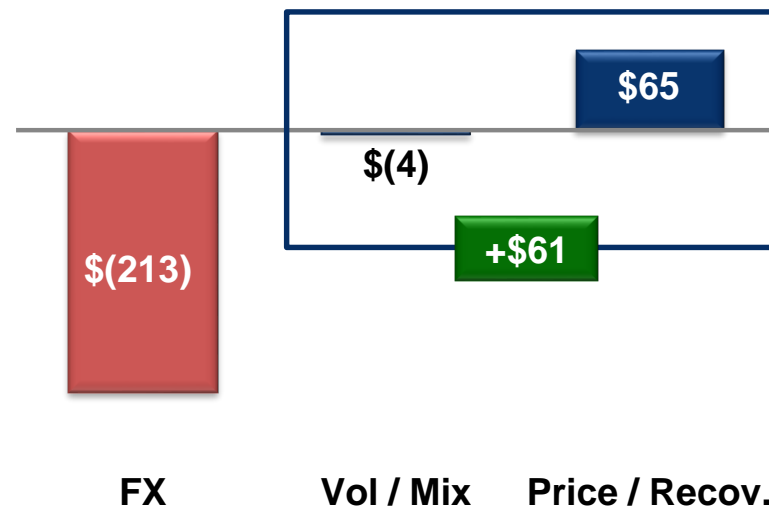 $65
$(4)
+$61
$(213)
FX
Vol / Mix
Price / Recov.